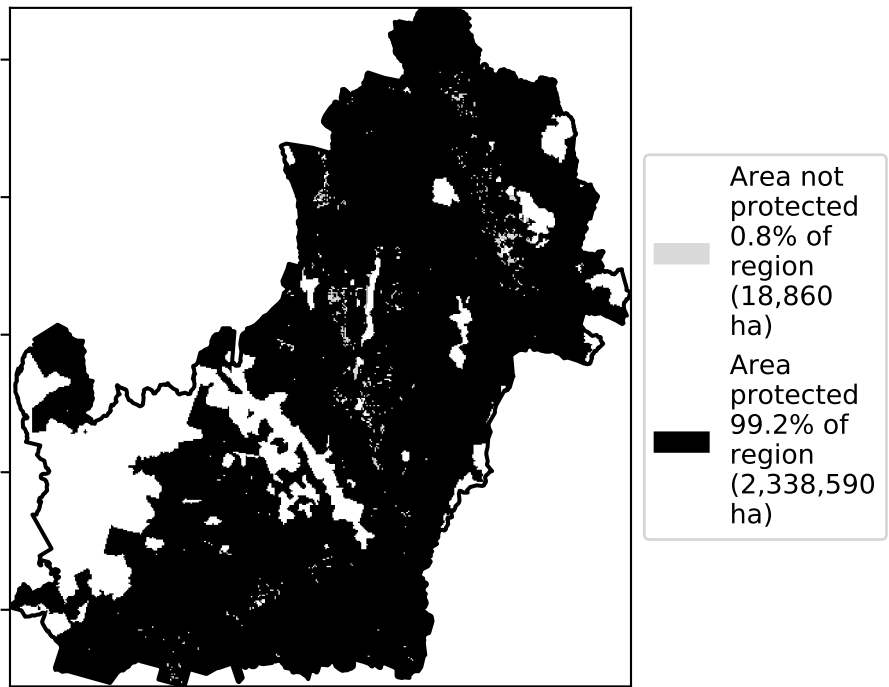 Area not
protected
0.8% of
region
(18,860
ha)
Area
protected
99.2% of
region
(2,338,590
ha)